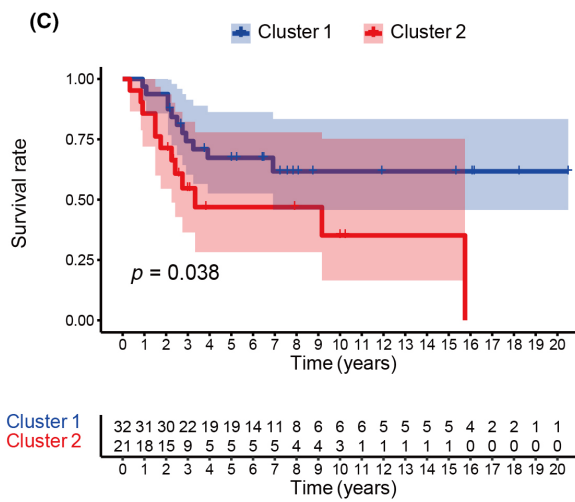 (C)
Cluster 1 Cluster 2
Survival rate
1.00
0.75
0.50
0.25
0.00
p = 0.038
0 1 2 3 4 5 6 7 8 9 10 11 12 13 14 15 16 17 18 19 20
Time (years)
Cluster 1 32 31 30 22 19 19 14 11 8 6 6 6 5 5 5 5 4 2 2 1 1
Cluster 2 21 18 15 9 5 5 5 5 4 4 3 1 1 1 1 1 0 0 0 0 0
0 1 2 3 4 5 6 7 8 9 10 11 12 13 14 15 16 17 18 19 20
Time (years)